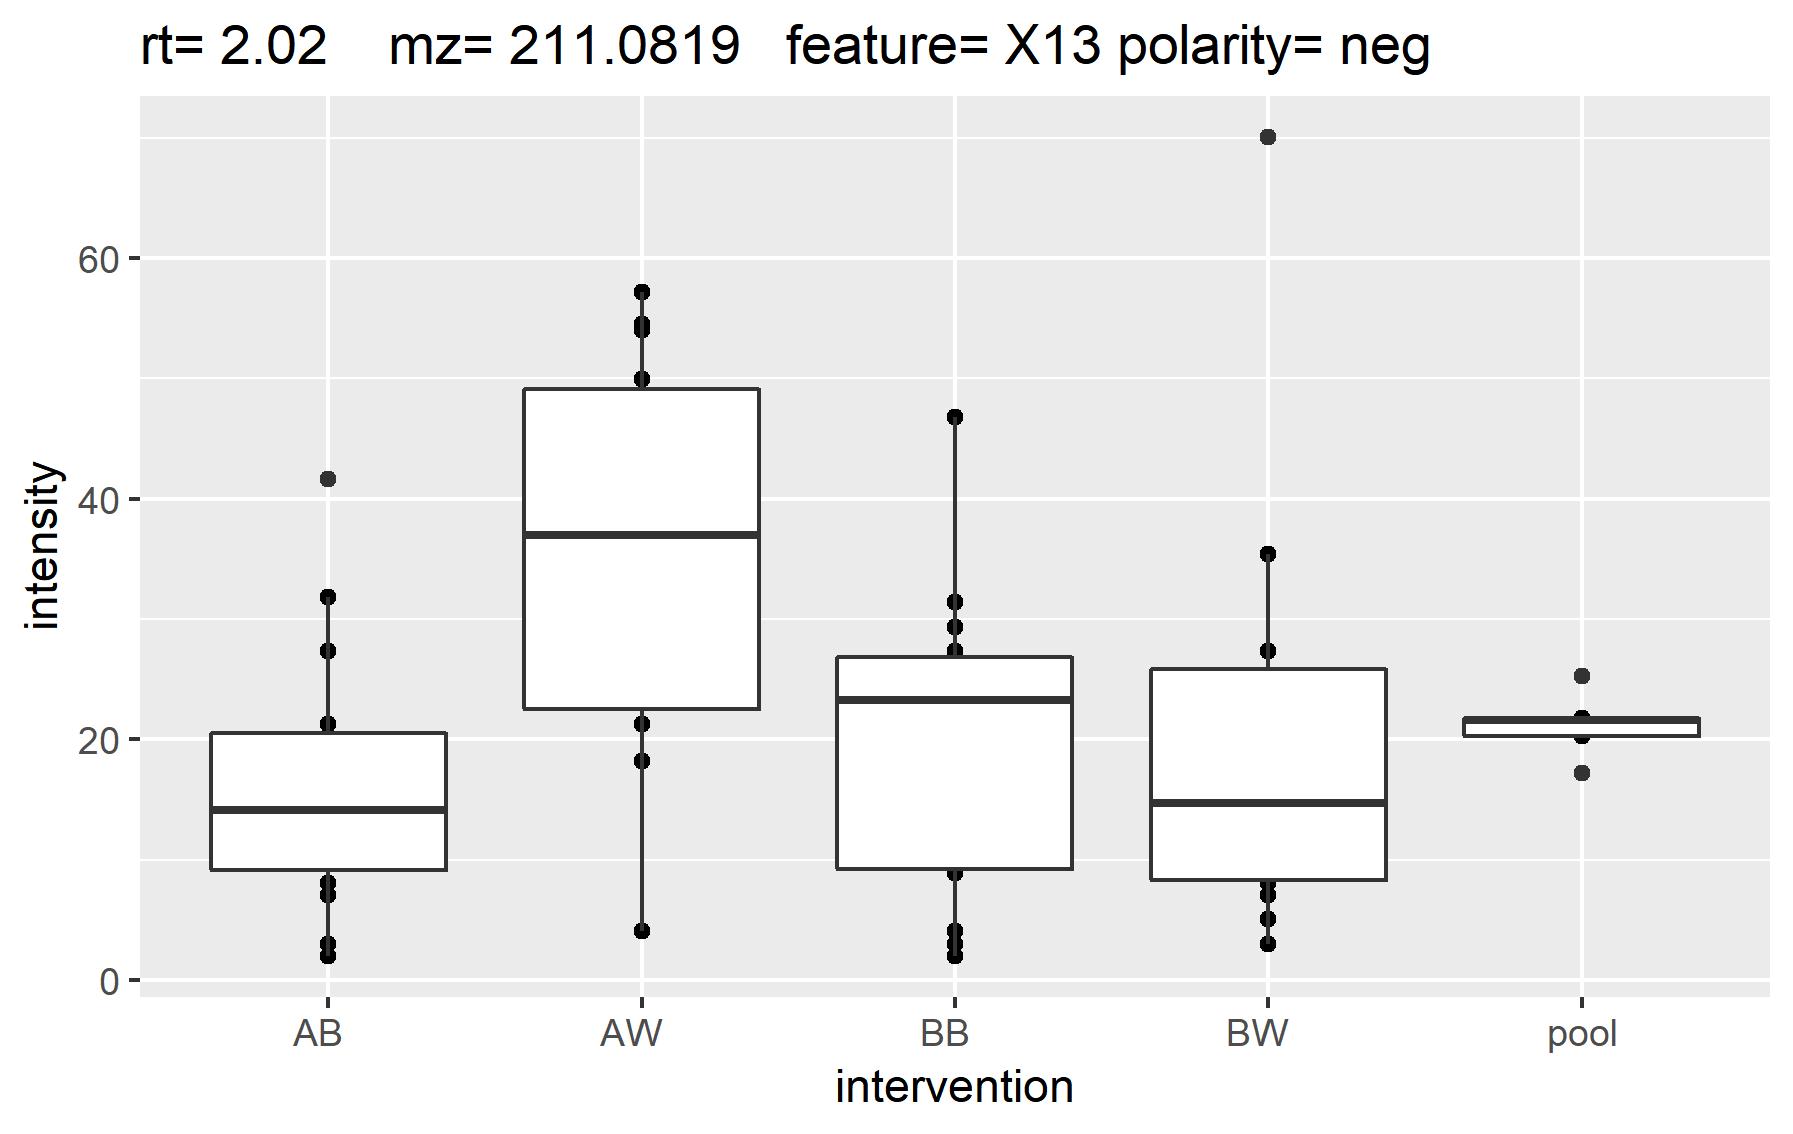 rt= 2.02 mz= 211.0819 feature= X13 polarity= neg
60
40
20
0
intensity
AB AW BB BW pool
intervention